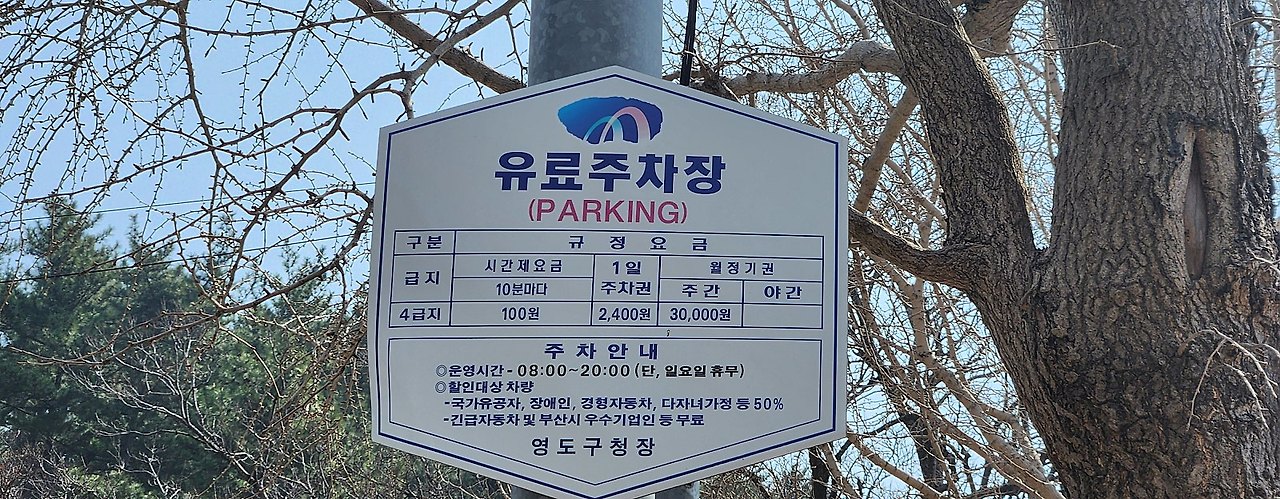 유료주차장
(PARKING)
구분 규정요금
급지 시간제요금 1일 주차권 월정기권
10분마다 주간 야간
4급지 100원 2,400원 30,000원
주차안내
◎운영시간 - 08:00~20:00 (단, 일요일 휴무)
◎할인대상 차량
-국가유공자, 장애인, 경형자동차, 다자녀가정 등 50%
-긴급자동차 및 부산시 우수기업인 등 무료
영도구청장